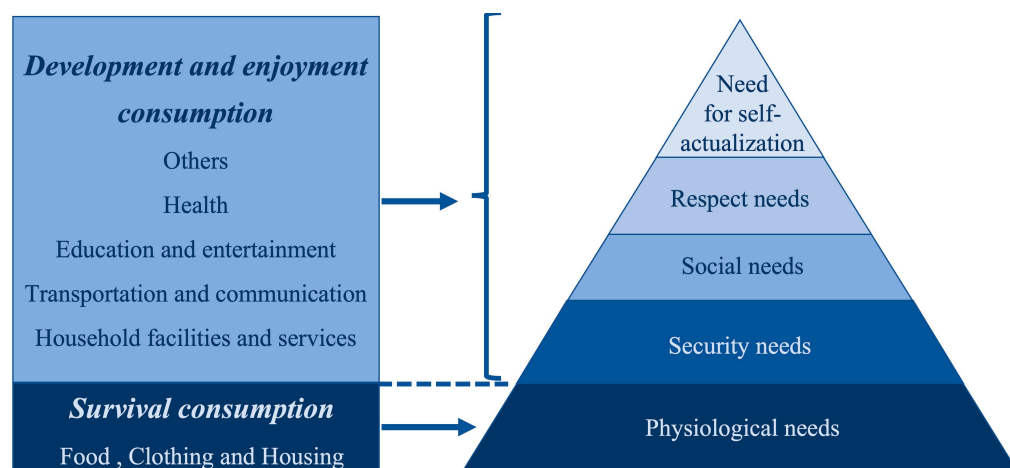 Development and enjoyment
consumption
Others
Health
Education and entertainment
Transportation and communication
Household facilities and services
Survival consumption
Food , Clothing and Housing
Need
for self-
actualization
Respect needs
Social needs
Security needs
Physiological needs